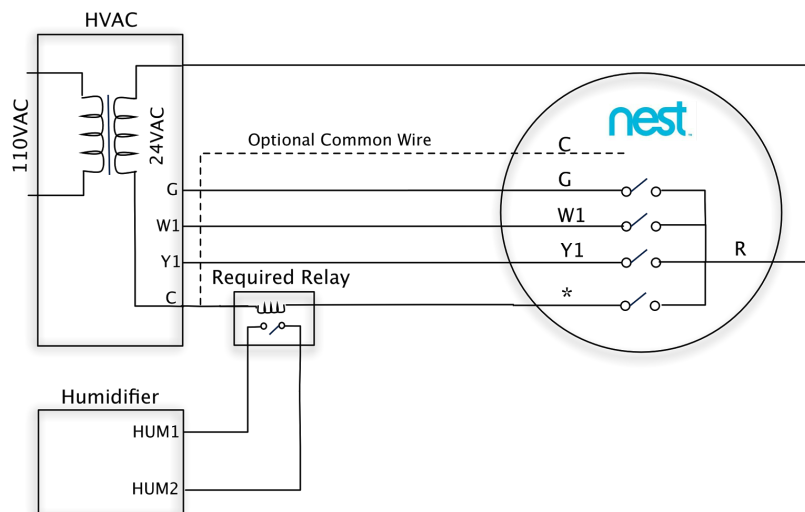 HVAC
110VAC
24VAC
nest
Optional Common Wire
C
G
G
W1
W1
Y1
Y1
R
C
Required Relay
*
Humidifier
HUM1
HUM2